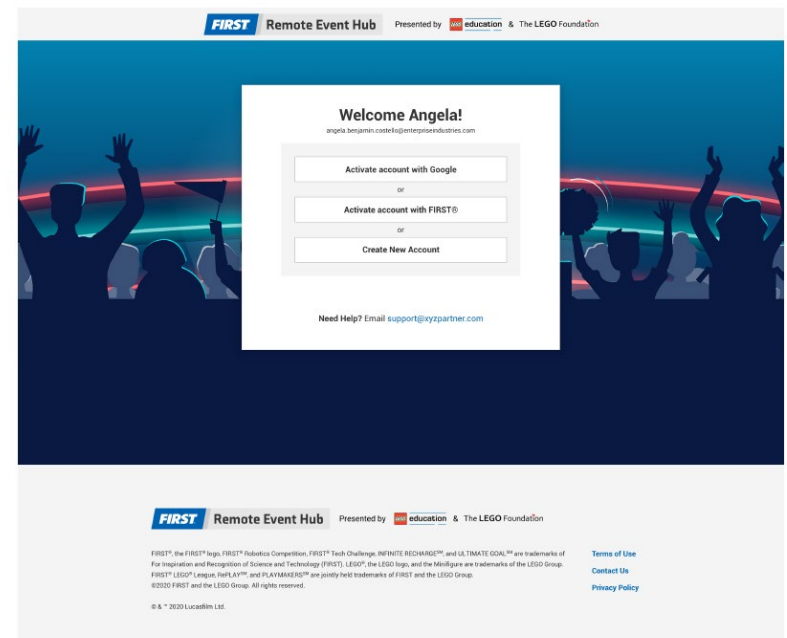 FIRST Remote Event Hub Presented by LEGO education & The LEGO Foundation
Welcome Angela!
angela.benjamin.costello@enterpriseindustries.com
Activate account with Google
or
Activate account with FIRST®
or
Create New Account
Need Help? Email support@xyzpartner.com
FIRST Remote Event Hub Presented by LEGO education & The LEGO Foundation
FIRST®, the FIRST® logo, FIRST® Robotics Competition, FIRST® Tech Challenge, INFINITE RECHARGE℠, and ULTIMATE GOAL℠ are trademarks of
For Inspiration and Recognition of Science and Technology (FIRST). LEGO®, the LEGO logo, and the Minifigure are trademarks of the LEGO Group.
FIRST® LEGO® League, RePLAY℠, and PLAYMAKERS℠ are jointly held trademarks of FIRST and the LEGO Group.
©2020 FIRST and the LEGO Group. All rights reserved.
© & ™ 2020 Lucasfilm Ltd.
Terms of Use
Contact Us
Privacy Policy